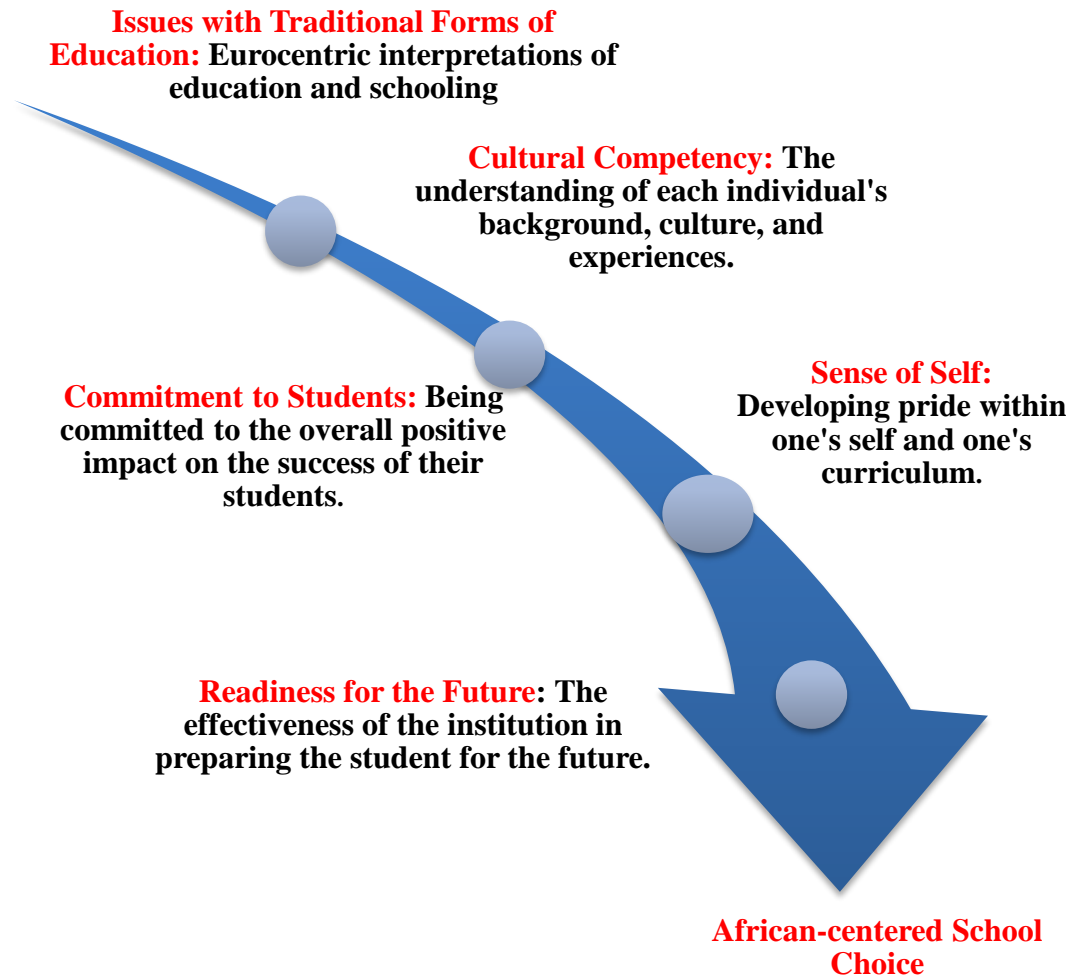 Issues with Traditional Forms of
Education: Eurocentric interpretations of
education and schooling
Cultural Competency: The
understanding of each individual's
background, culture, and
experiences.
Commitment to Students: Being
committed to the overall positive
impact on the success of their
students.
Sense of Self:
Developing pride within
one's self and one's
curriculum.
Readiness for the Future: The
effectiveness of the institution in
preparing the student for the future.
African-centered School
Choice